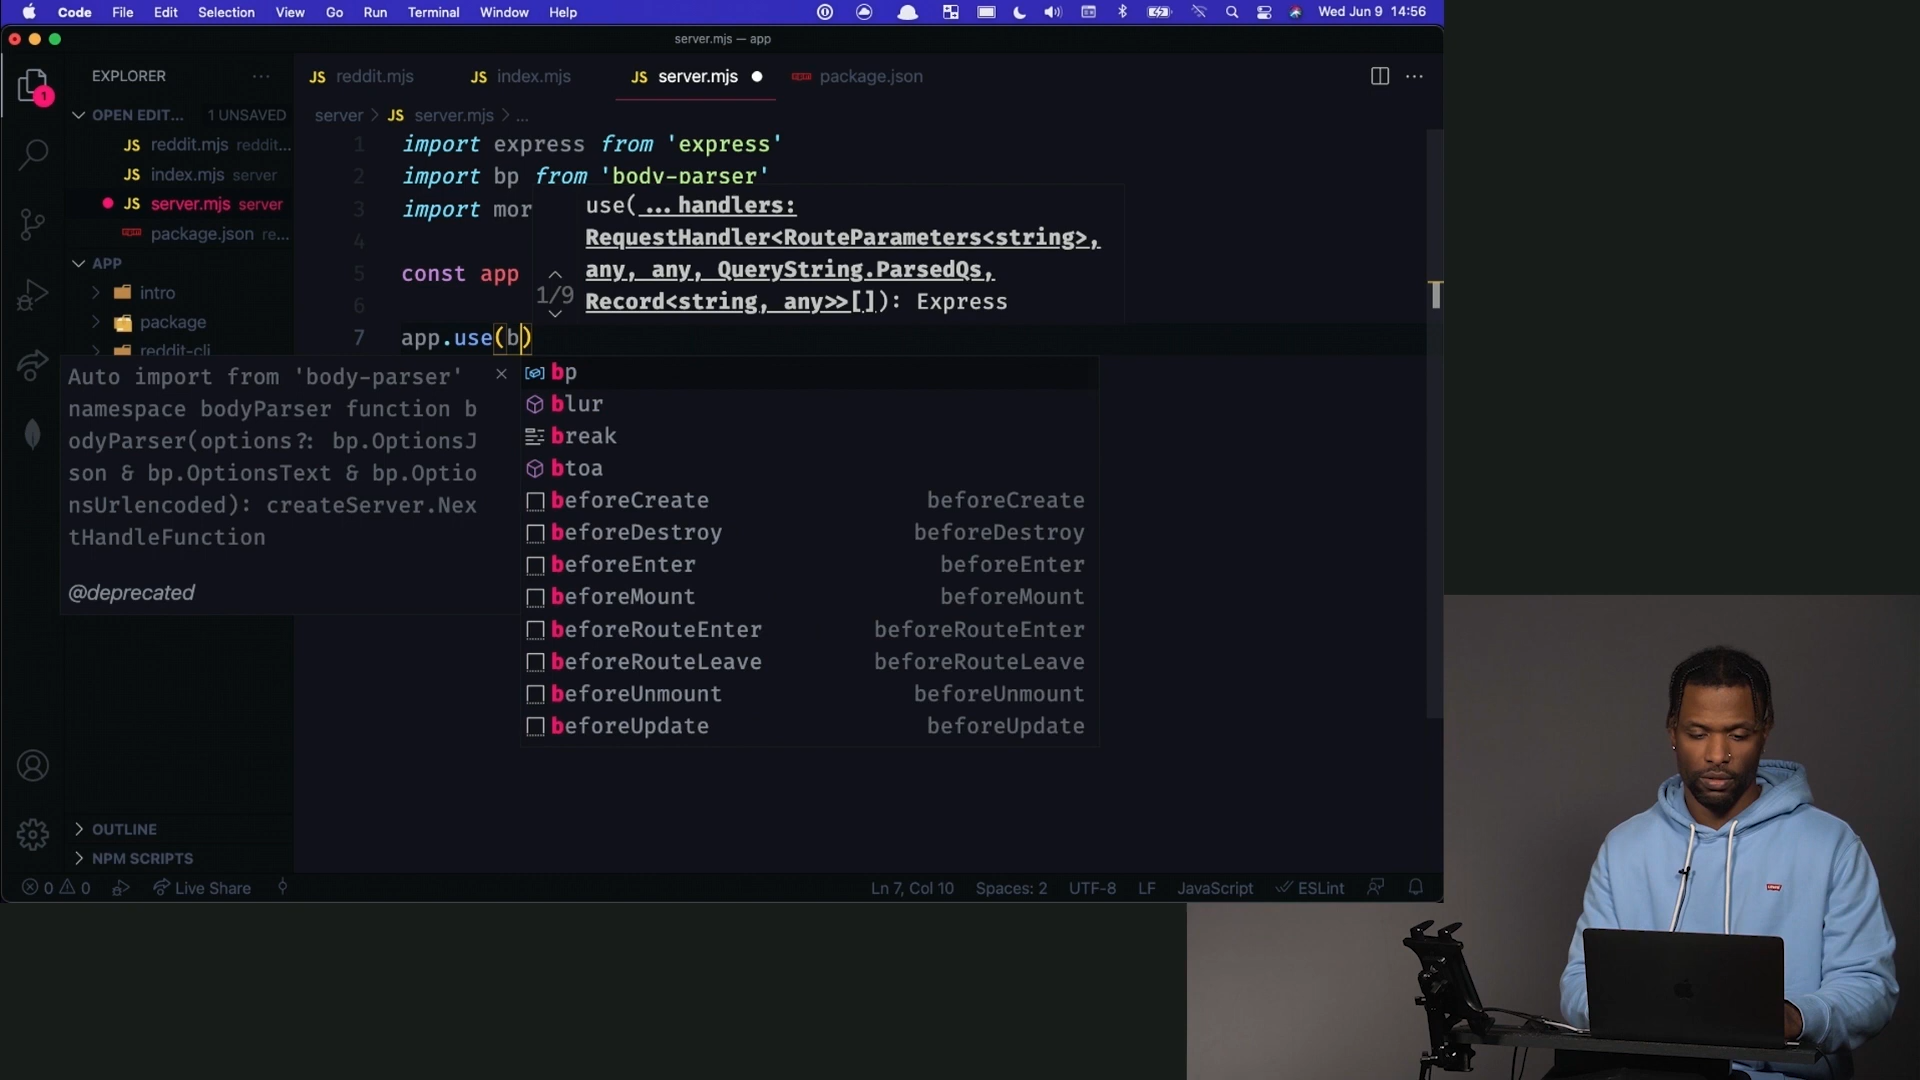 Code File Edit Selection View Go Run Terminal Window Help Wed Jun 9 14:56
server.mjs — app
EXPLORER
reddit.mjs
index.mjs
server.mjs
package.json
OPEN EDIT... 1 UNSAVED
JS reddit.mjs reddit...
JS index.mjs server
JS server.mjs server
package.json re...
APP
intro
package
reddit-cli
OUTLINE
NPM SCRIPTS
server > JS server.mjs > ...
1 import express from 'express'
2 import bp from 'body-parser'
3 import mor
4
5 const app
6
7 app.use(b)
use(...handlers:
RequestHandler<RouteParameters<string>,
any, any, QueryString.ParsedQs,
Record<string, any>>[]): Express
1/9
Auto import from 'body-parser'
namespace bodyParser function b
odyParser(options?: bp.OptionsJ
son & bp.OptionsText & bp.Optio
nsUrlencoded): createServer.Nex
tHandleFunction
@deprecated
bp
blur
break
btoa
beforeCreate beforeCreate
beforeDestroy beforeDestroy
beforeEnter beforeEnter
beforeMount beforeMount
beforeRouteEnter beforeRouteEnter
beforeRouteLeave beforeRouteLeave
beforeUnmount beforeUnmount
beforeUpdate beforeUpdate
0 0 Live Share Ln 7, Col 10 Spaces: 2 UTF-8 LF JavaScript ESLint